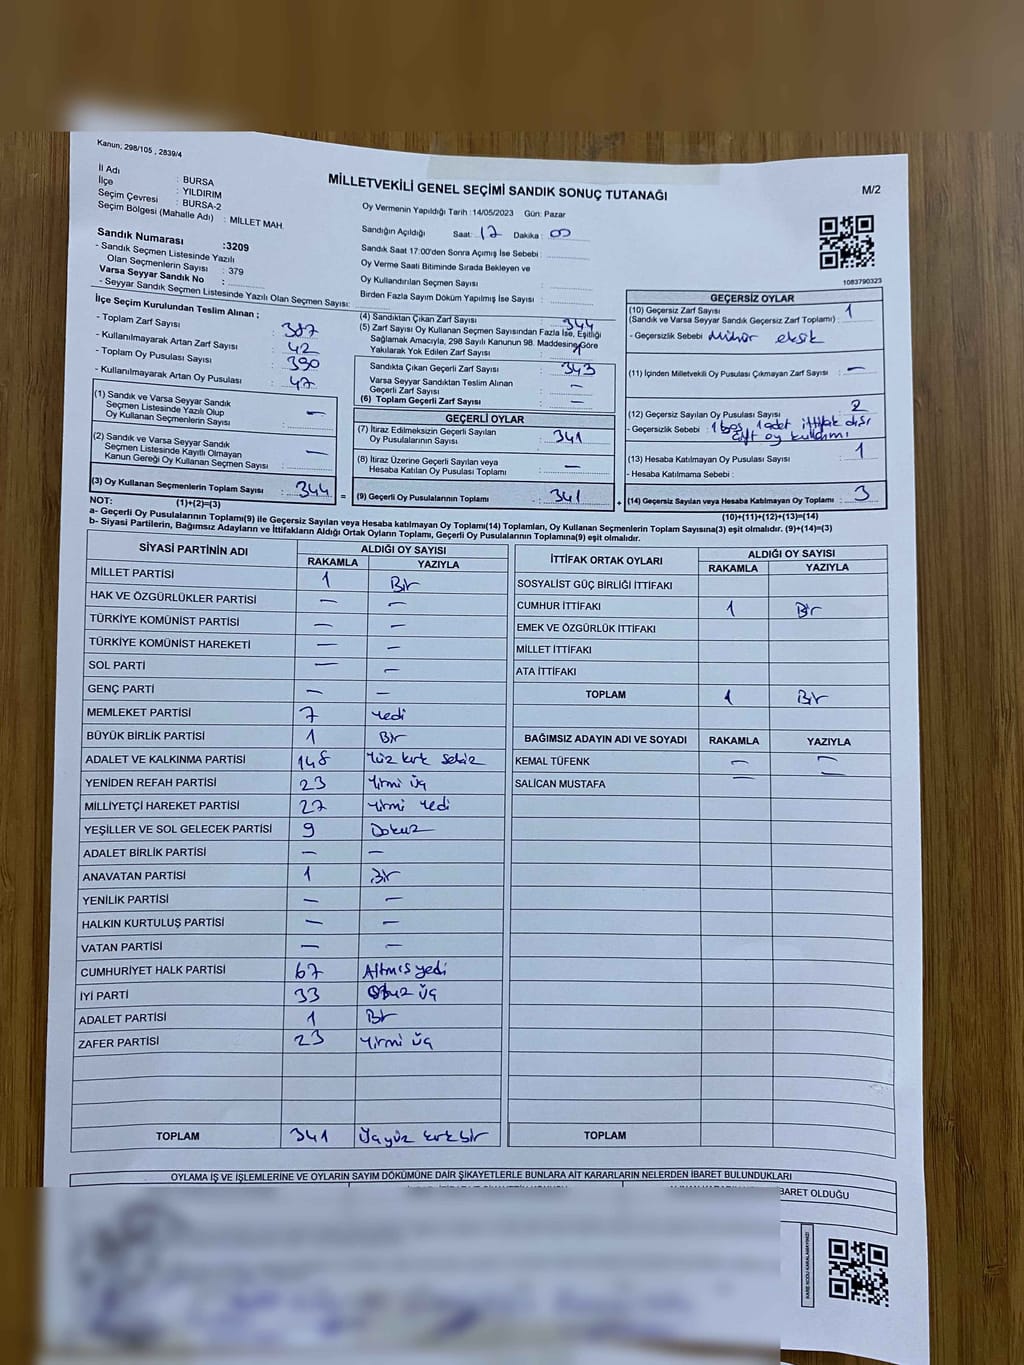 Kanun, 298/105 , 2839/4
MİLLETVEKİLİ GENEL SEÇİMİ SANDIK SONUÇ TUTANAĞI
M/2
İl Adı : BURSA
İlçe : YILDIRIM
Seçim Çevresi : BURSA-2
Seçim Bölgesi (Mahalle Adı) : MİLLET MAH.
Sandık Numarası :3209
- Sandık Seçmen Listesinde Yazılı
Olan Seçmenlerin Sayısı : 379
Varsa Seyyar Sandık No :
- Seyyar Sandık Seçmen Listesinde Yazılı Olan Seçmen Sayısı:
Oy Vermenin Yapıldığı Tarih :14/05/2023 Gün: Pazar
Sandığın Açıldığı Saat: 17 Dakika: 00
Sandık Saat 17:00'den Sonra Açılmış İse Sebebi :
Oy Verme Saati Bitiminde Sırada Bekleyen ve
Oy Kullandırılan Seçmen Sayısı :
Birden Fazla Sayım Döküm Yapılmış İse Sayısı :
1083790323
İlçe Seçim Kurulundan Teslim Alınan ;
- Toplam Zarf Sayısı : 387
- Kullanılmayarak Artan Zarf Sayısı : 42
- Toplam Oy Pusulası Sayısı : 390
- Kullanılmayarak Artan Oy Pusulası : 47
(1) Sandık ve Varsa Seyyar Sandık
Seçmen Listesinde Yazılı Olup
Oy Kullanan Seçmenlerin Sayısı : —
(2) Sandık ve Varsa Seyyar Sandık
Seçmen Listesinde Kayıtlı Olmayan
Kanun Gereği Oy Kullanan Seçmen Sayısı : —
(3) Oy Kullanan Seçmenlerin Toplam Sayısı : 344
(1)+(2)=(3)
(4) Sandıktan Çıkan Zarf Sayısı : 344
(5) Zarf Sayısı Oy Kullanan Seçmen Sayısından Fazla İse, Eşitliği
Sağlamak Amacıyla, 298 Sayılı Kanunun 98. Maddesine Göre
Yakılarak Yok Edilen Zarf Sayısı :
Sandıkta Çıkan Geçerli Zarf Sayısı : 343
Varsa Seyyar Sandıktan Teslim Alınan
Geçerli Zarf Sayısı : —
(6) Toplam Geçerli Zarf Sayısı : —
GEÇERLİ OYLAR
(7) İtiraz Edilmeksizin Geçerli Sayılan
Oy Pusulalarının Sayısı : 341
(8) İtiraz Üzerine Geçerli Sayılan veya
Hesaba Katılan Oy Pusulası Toplamı : —
= (9) Geçerli Oy Pusulalarının Toplamı : 341 +
GEÇERSİZ OYLAR
(10) Geçersiz Zarf Sayısı
(Sandık ve Varsa Seyyar Sandık Geçersiz Zarf Toplamı) : 1
- Geçersizlik Sebebi : Mühür eksik
(11) İçinden Milletvekili Oy Pusulası Çıkmayan Zarf Sayısı : —
(12) Geçersiz Sayılan Oy Pusulası Sayısı : 2
- Geçersizlik Sebebi : 1 boş 1 adet ittifak dışı
çift oy kullanımı
(13) Hesaba Katılmayan Oy Pusulası Sayısı : 1
- Hesaba Katılmama Sebebi :
(14) Geçersiz Sayılan veya Hesaba Katılmayan Oy Toplamı : 3
(10)+(11)+(12)+(13)=(14)
NOT:
a- Geçerli Oy Pusulalarının Toplamı(9) ile Geçersiz Sayılan veya Hesaba katılmayan Oy Toplamı(14) Toplamları, Oy Kullanan Seçmenlerin Toplam Sayısına(3) eşit olmalıdır. (9)+(14)=(3)
b- Siyasi Partilerin, Bağımsız Adayların ve İttifakların Aldığı Ortak Oyların Toplamı, Geçerli Oy Pusulalarının Toplamına(9) eşit olmalıdır.
SİYASİ PARTİNİN ADI ALDIĞI OY SAYISI
RAKAMLA YAZIYLA
MİLLET PARTİSİ 1 Bir
HAK VE ÖZGÜRLÜKLER PARTİSİ — —
TÜRKİYE KOMÜNİST PARTİSİ — —
TÜRKİYE KOMÜNİST HAREKETİ — —
SOL PARTİ — —
GENÇ PARTİ — —
MEMLEKET PARTİSİ 7 Yedi
BÜYÜK BİRLİK PARTİSİ 1 Bir
ADALET VE KALKINMA PARTİSİ 148 Yüz kırk sekiz
YENİDEN REFAH PARTİSİ 23 Yirmi üç
MİLLİYETÇİ HAREKET PARTİSİ 27 Yirmi Yedi
YEŞİLLER VE SOL GELECEK PARTİSİ 9 Dokuz
ADALET BİRLİK PARTİSİ — —
ANAVATAN PARTİSİ 1 Bir
YENİLİK PARTİSİ — —
HALKIN KURTULUŞ PARTİSİ — —
VATAN PARTİSİ — —
CUMHURİYET HALK PARTİSİ 67 Altmış yedi
İYİ PARTİ 33 Otuz üç
ADALET PARTİSİ 1 Bir
ZAFER PARTİSİ 23 Yirmi üç
TOPLAM 341 Üçyüz kırk bir
İTTİFAK ORTAK OYLARI ALDIĞI OY SAYISI
RAKAMLA YAZIYLA
SOSYALİST GÜÇ BİRLİĞİ İTTİFAKI
CUMHUR İTTİFAKI 1 Bir
EMEK VE ÖZGÜRLÜK İTTİFAKI
MİLLET İTTİFAKI
ATA İTTİFAKI
TOPLAM 1 Bir
BAĞIMSIZ ADAYIN ADI VE SOYADI RAKAMLA YAZIYLA
KEMAL TÜFENK — —
SALİCAN MUSTAFA — —
TOPLAM
OYLAMA İŞ VE İŞLEMLERİNE VE OYLARIN SAYIM DÖKÜMÜNE DAİR ŞİKAYETLERLE BUNLARA AİT KARARLARIN NELERDEN İBARET BULUNDUKLARI
BARET OLDUĞU
KARE KODU KARALAMAYINIZ!